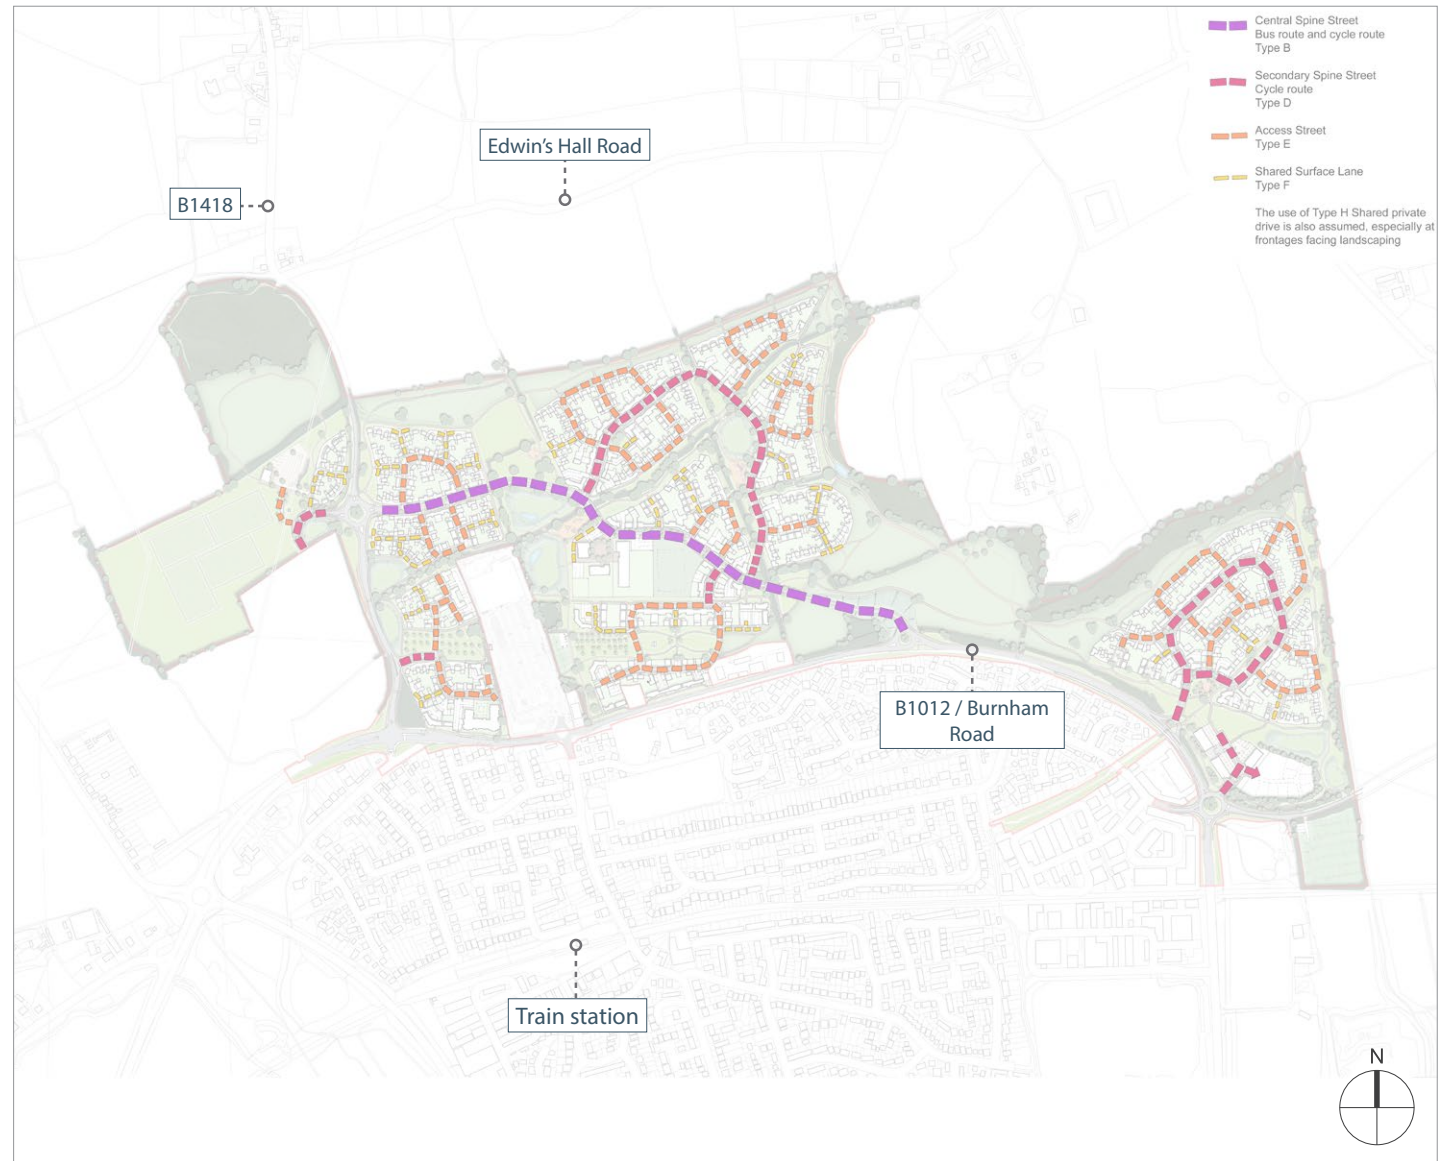 Central Spine Street
Bus route and cycle route
Type B
Secondary Spine Street
Cycle route
Type D
Access Street
Type E
Shared Surface Lane
Type F
The use of Type H Shared private
drive is also assumed, especially at
frontages facing landscaping
Edwin's Hall Road
B1418
B1012 / Burnham
Road
Train station
N